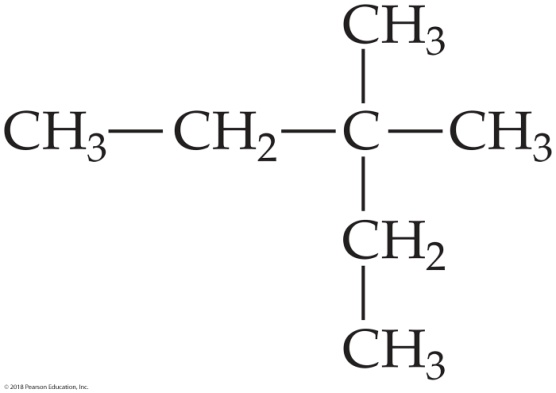 CH₃
CH₃—CH₂—C—CH₃
CH₂
CH₃
© 2018 Pearson Education, Inc.